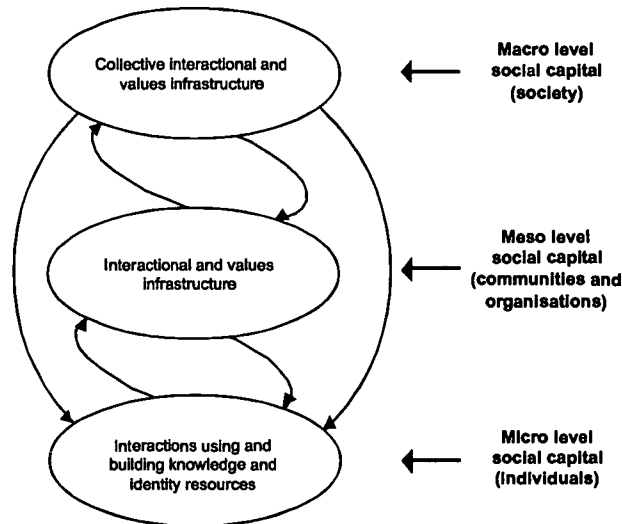 Collective interactional and
values infrastructure
Macro level
social capital
(society)
Interactional and values
infrastructure
Meso level
social capital
(communities and
organisations)
Interactions using and
building knowledge and
identity resources
Micro level
social capital
(individuals)